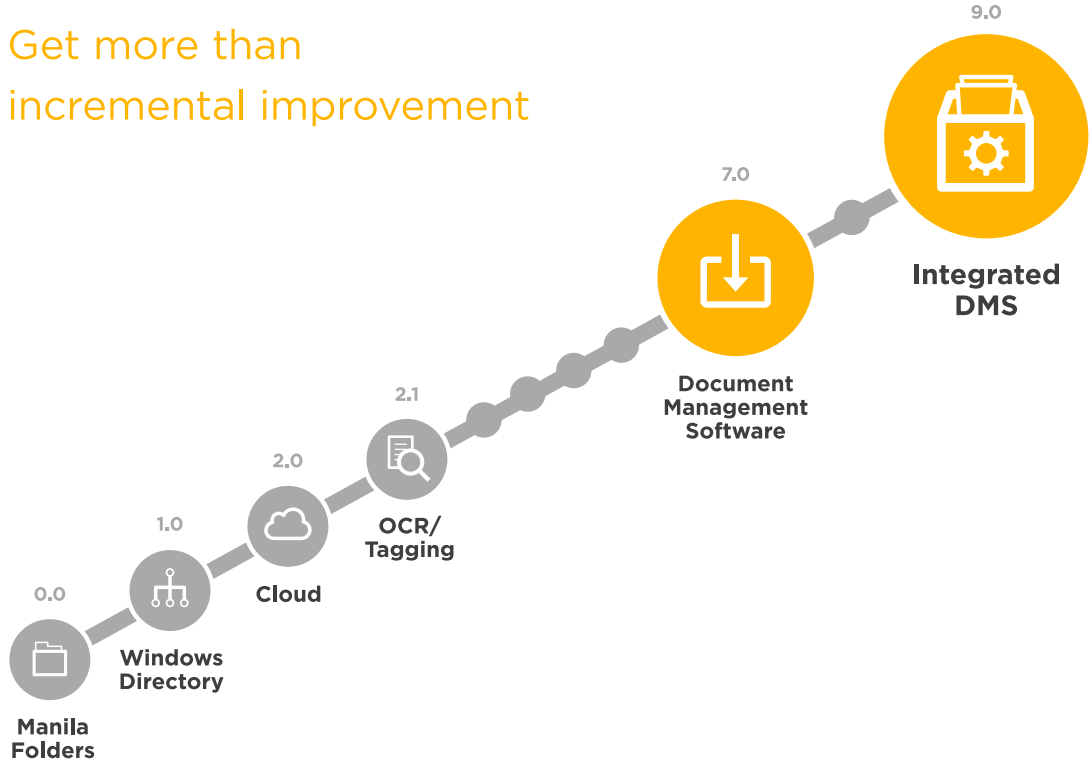 Get more than
incremental improvement
0.0
Manila
Folders
1.0
Windows
Directory
2.0
Cloud
2.1
OCR/
Tagging
7.0
Document
Management
Software
9.0
Integrated
DMS